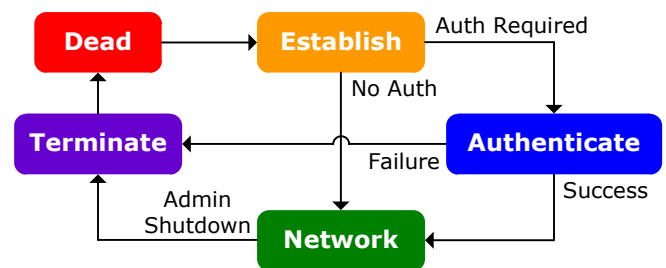 Dead
Establish
Auth Required
No Auth
Terminate
Authenticate
Failure
Success
Admin
Shutdown
Network